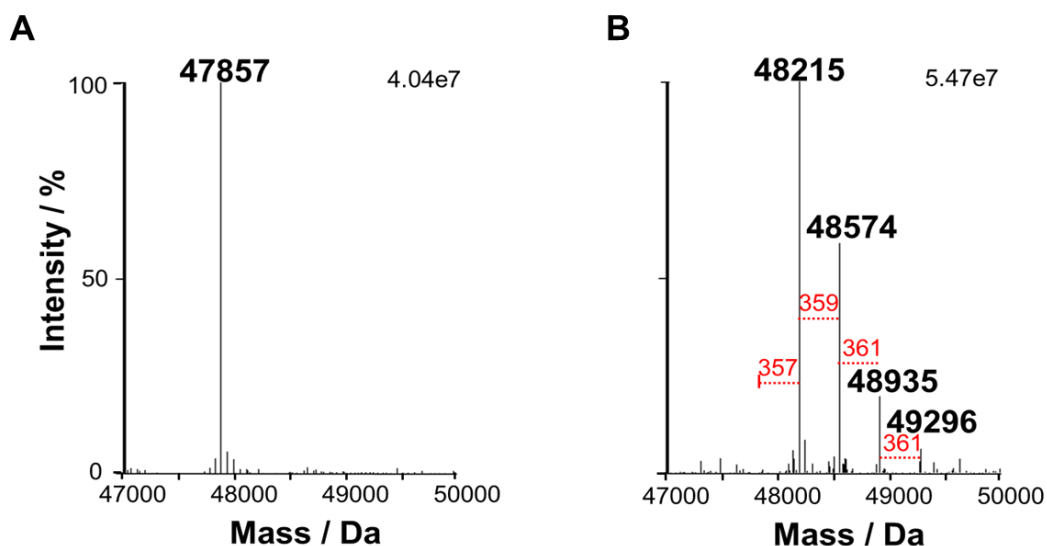 A
47857
4.04e7
100
50
0
Intensity / %
47000 48000 49000 50000
Mass / Da
B
48215
5.47e7
48574
359
361
357
48935
49296
361
47000 48000 49000 50000
Mass / Da